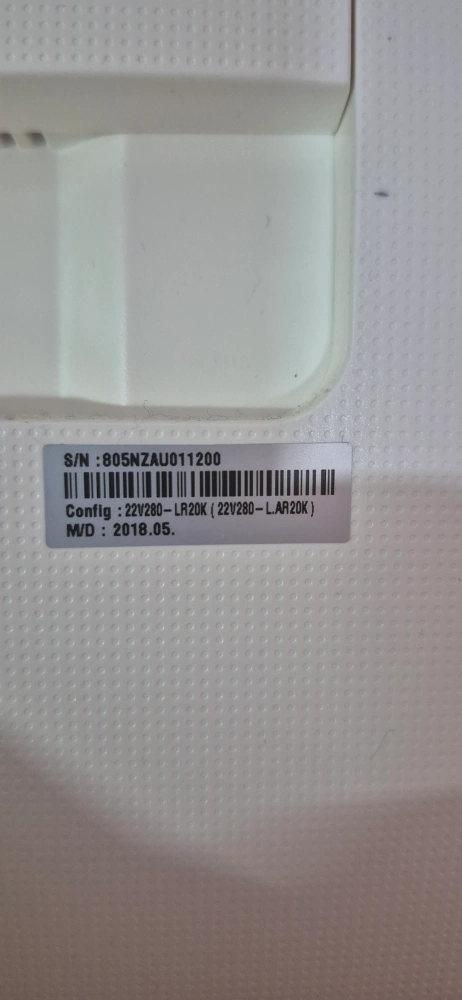 S/N :805NZAU011200
Config : 22V280-LR20K ( 22V280-L.AR20K )
M/D : 2018.05.